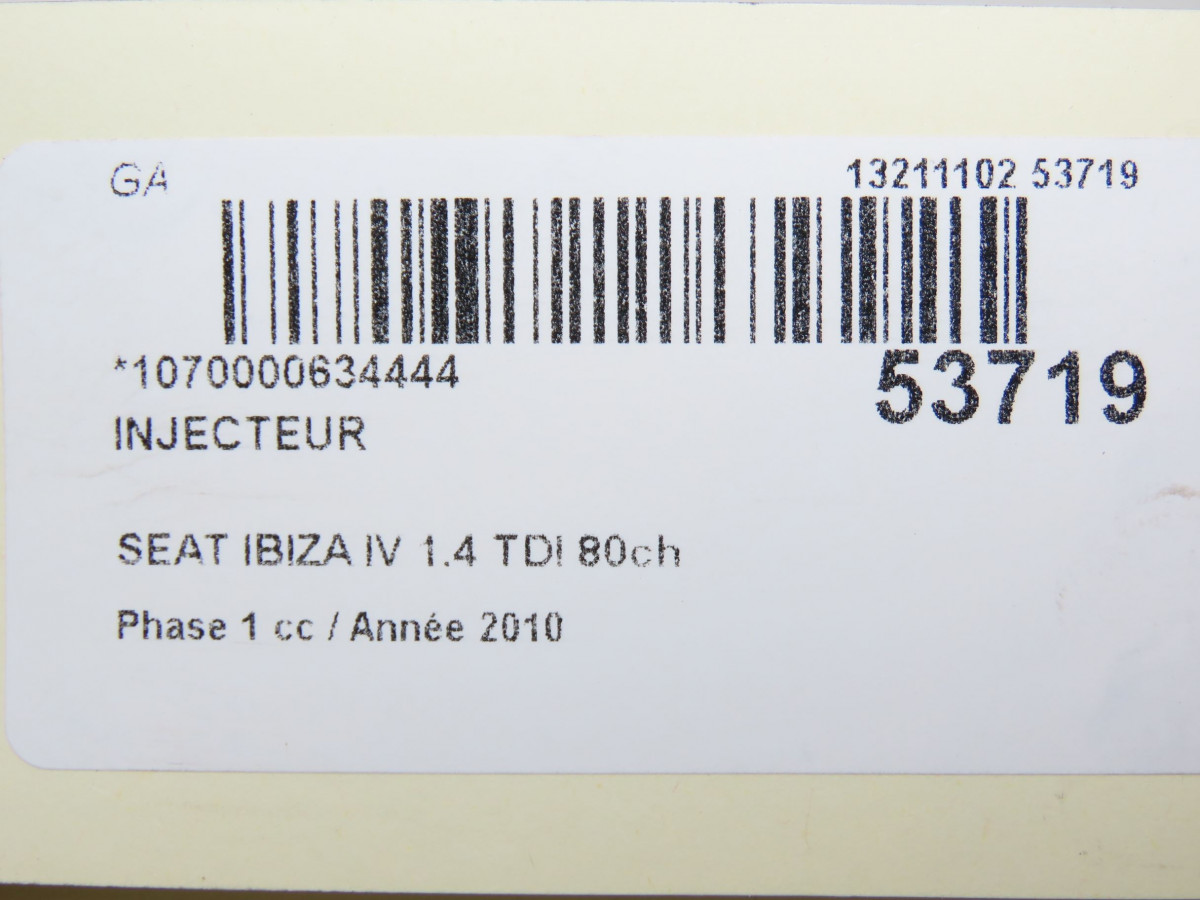 GA 13211102 53719
*1070000634444
53719
INJECTEUR
SEAT IBIZA IV 1.4 TDI 80ch
Phase 1 cc / Année 2010